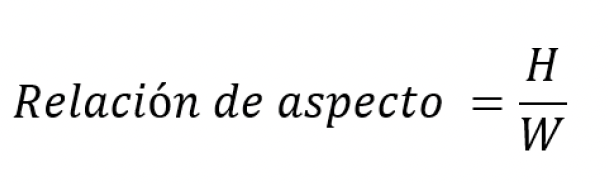 Relación de aspecto = H/W